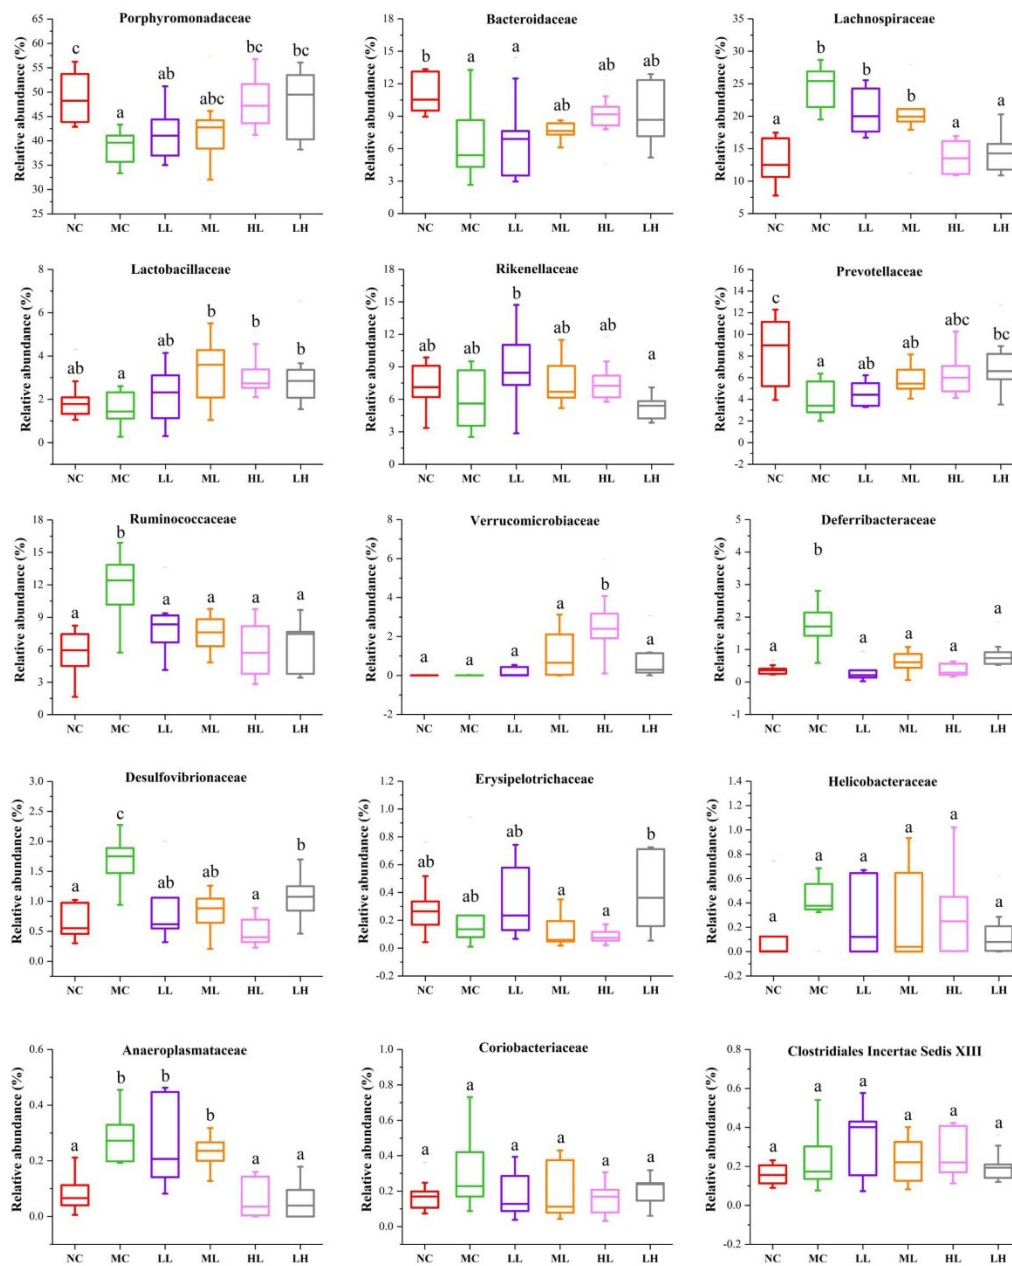 Porphyromonadaceae
Relative abundance (%)
65
60
55
50
45
40
35
30
25
c
a
ab
abc
bc
bc
NC MC LL ML HL LH
Bacteroidaceae
Relative abundance (%)
18
15
12
9
6
3
0
b
a
a
ab
ab
ab
NC MC LL ML HL LH
Lachnospiraceae
Relative abundance (%)
35
30
25
20
15
10
5
a
b
b
b
a
a
NC MC LL ML HL LH
Lactobacillaceae
Relative abundance (%)
8
6
4
2
0
ab
a
ab
b
b
b
NC MC LL ML HL LH
Rikenellaceae
Relative abundance (%)
18
15
12
9
6
3
0
ab
ab
b
ab
ab
a
NC MC LL ML HL LH
Prevotellaceae
Relative abundance (%)
16
14
12
10
8
6
4
2
0
-2
c
a
ab
ab
abc
bc
NC MC LL ML HL LH
Ruminococcaceae
Relative abundance (%)
18
15
12
9
6
3
0
a
b
a
a
a
a
NC MC LL ML HL LH
Verrucomicrobiaceae
Relative abundance (%)
8
6
4
2
0
-2
a
a
a
a
b
a
NC MC LL ML HL LH
Deferribacteraceae
Relative abundance (%)
5
4
3
2
1
0
-1
a
b
a
a
a
a
NC MC LL ML HL LH
Desulfovibrionaceae
Relative abundance (%)
3.0
2.5
2.0
1.5
1.0
0.5
0.0
a
c
ab
ab
a
b
NC MC LL ML HL LH
Erysipelotrichaceae
Relative abundance (%)
1.2
1.0
0.8
0.6
0.4
0.2
0.0
-0.2
ab
ab
ab
a
a
b
NC MC LL ML HL LH
Helicobacteraceae
Relative abundance (%)
1.4
1.2
1.0
0.8
0.6
0.4
0.2
0.0
-0.2
a
a
a
a
a
a
NC MC LL ML HL LH
Anaeroplasmataceae
Relative abundance (%)
0.6
0.4
0.2
0.0
a
b
b
b
a
a
NC MC LL ML HL LH
Coriobacteriaceae
Relative abundance (%)
1.0
0.8
0.6
0.4
0.2
0.0
a
a
a
a
a
a
NC MC LL ML HL LH
Clostridiales Incertae Sedis XIII
Relative abundance (%)
0.8
0.6
0.4
0.2
0.0
-0.2
a
a
a
a
a
a
NC MC LL ML HL LH